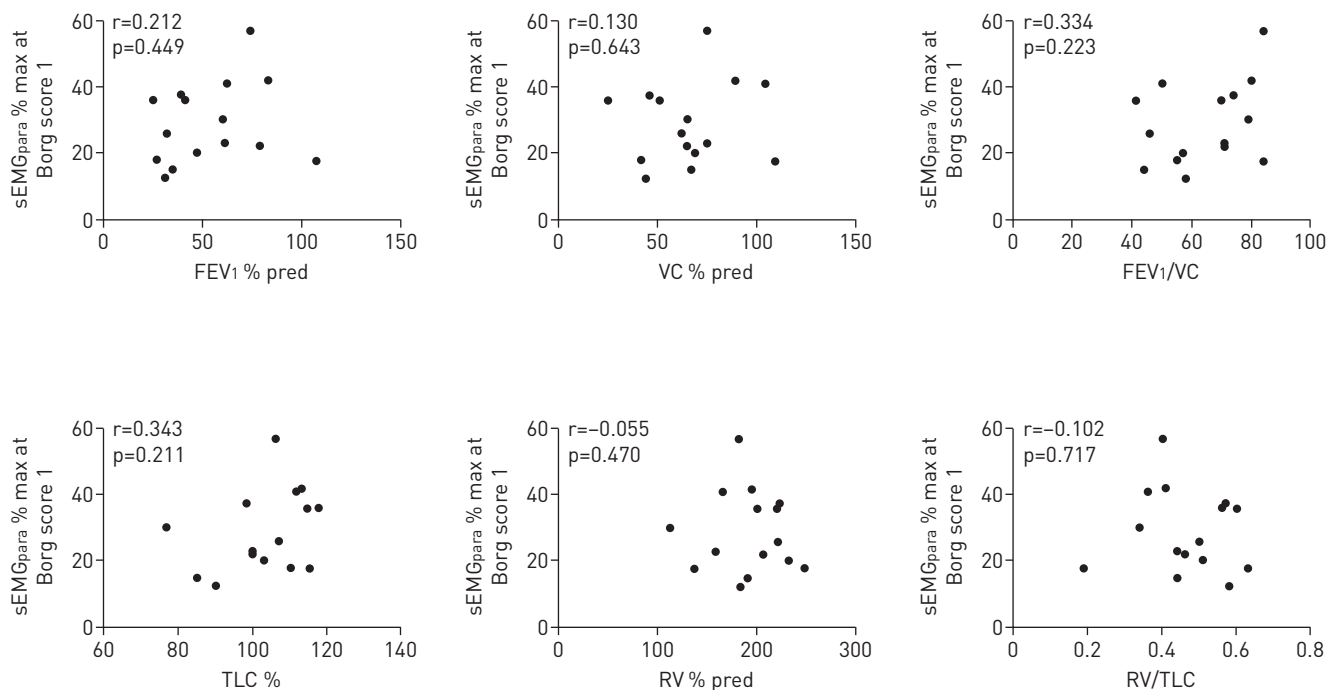 r=0.212
p=0.449
sEMGpara % max at
Borg score 1
60
40
20
0
0
50
100
150
FEV1 % pred
r=0.130
p=0.643
sEMGpara % max at
Borg score 1
60
40
20
0
0
50
100
150
VC % pred
r=0.334
p=0.223
sEMGpara % max at
Borg score 1
60
40
20
0
0
20
40
60
80
100
FEV1/VC
r=0.343
p=0.211
sEMGpara % max at
Borg score 1
60
40
20
0
60
80
100
120
140
TLC %
r=−0.055
p=0.470
sEMGpara % max at
Borg score 1
60
40
20
0
0
100
200
300
RV % pred
r=−0.102
p=0.717
sEMGpara % max at
Borg score 1
60
40
20
0
0
0.2
0.4
0.6
0.8
RV/TLC